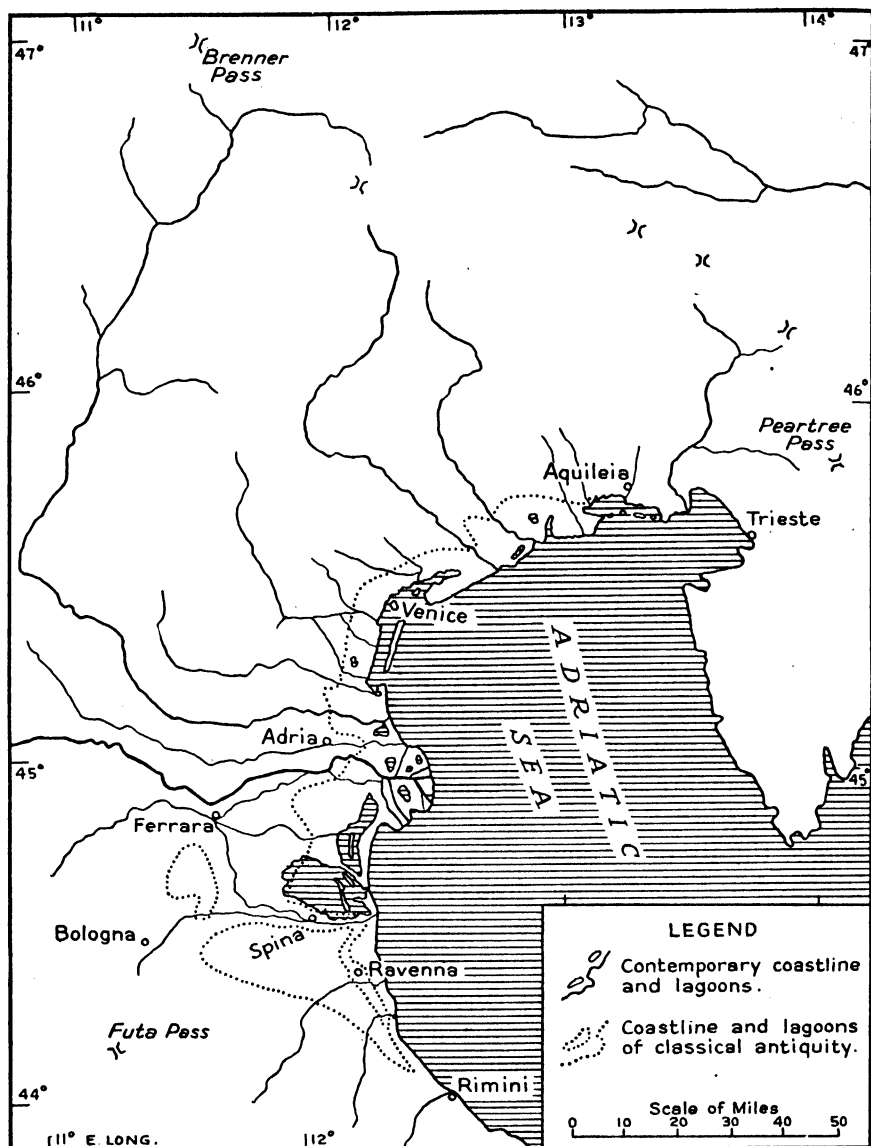 11° 12° 13° 14°
47° 47°
Brenner
Pass
46° 46°
Peartree
Pass
Aquileia
Trieste
Venice
ADRIATIC
SEA
Adria
45° 45°
Ferrara
Bologna
Spina
Ravenna
Futa Pass
Rimini
44°
11° E. LONG. 12°
LEGEND
Contemporary coastline
and lagoons.
Coastline and lagoons
of classical antiquity.
Scale of Miles
0 10 20 30 40 50